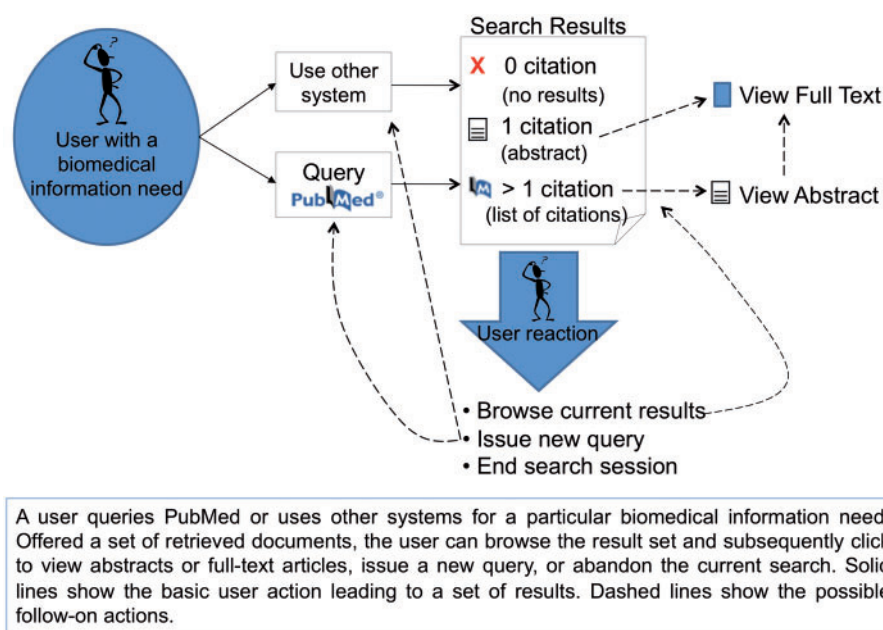 Search Results
?
User with a
biomedical
information need
Use other
system
Query
PubMed®
X 0 citation
(no results)
1 citation
(abstract)
M > 1 citation
(list of citations)
View Full Text
View Abstract
?
User reaction
• Browse current results
• Issue new query
• End search session
A user queries PubMed or uses other systems for a particular biomedical information need
Offered a set of retrieved documents, the user can browse the result set and subsequently click
to view abstracts or full-text articles, issue a new query, or abandon the current search. Solid
lines show the basic user action leading to a set of results. Dashed lines show the possible
follow-on actions.